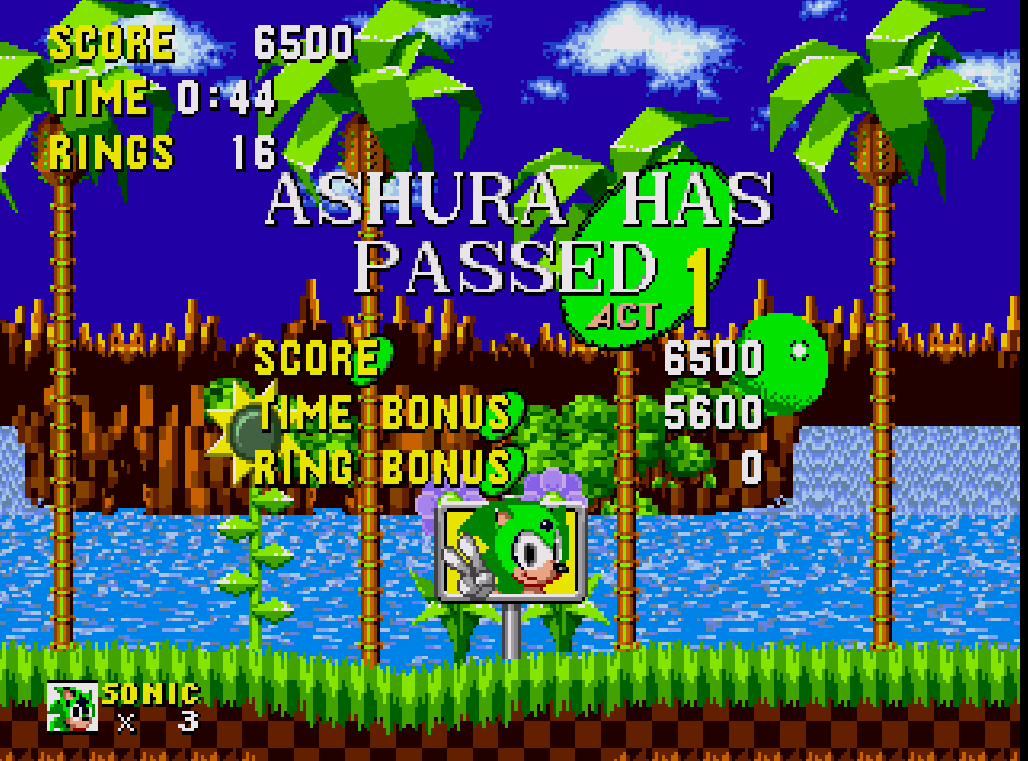 SCORE 6500
TIME 0:44
RINGS 16
ASHURA HAS
PASSED
ACT 1
SCORE 6500
TIME BONUS 5600
RING BONUS 0
SONIC
X 3